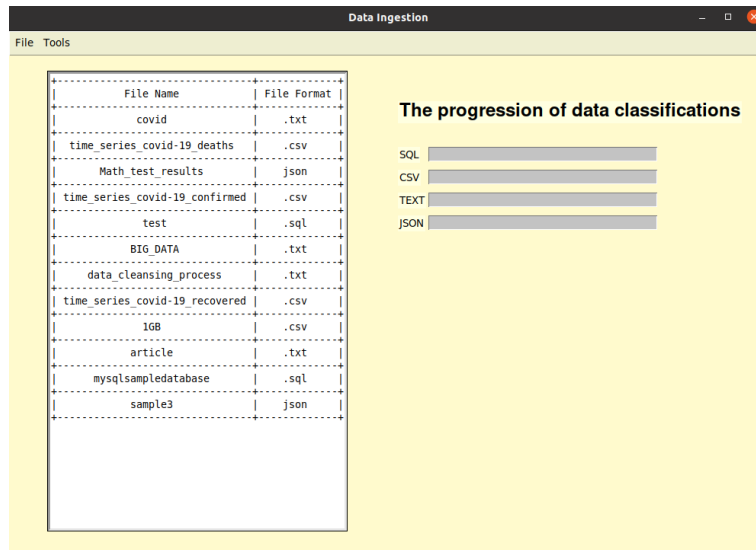 Data Ingestion
File Tools
File Name | File Format
covid | .txt
time_series_covid-19_deaths | .csv
Math_test_results | json
time_series_covid-19_confirmed | .csv
test | .sql
BIG_DATA | .txt
data_cleansing_process | .txt
time_series_covid-19_recovered | .csv
1GB | .csv
article | .txt
mysqlsampledatabase | .sql
sample3 | json
The progression of data classifications
SQL
CSV
TEXT
JSON